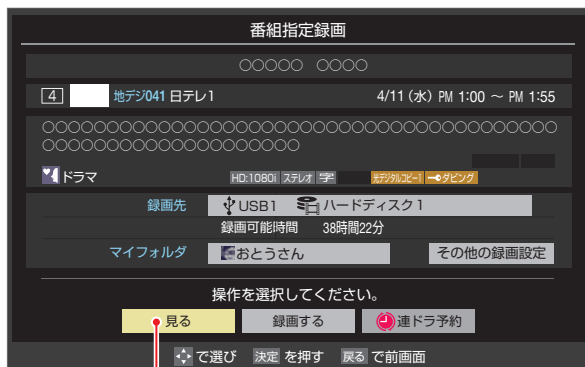 番組指定録画
○○○○○ ○○○○
4 地デジ041 日テレ1 4/11 (水) PM 1:00 ～ PM 1:55
○○○○○○○○○○○○○○○○○○○○○○○○○○○○○○○○○○○○○○○○
○○○○○○○○○○○○○○○○○○○○
ドラマ HD:1080i ステレオ 字 光デジタルコピー1 ダビング
録画先 USB1 ハードディスク1
録画可能時間 38時間22分
マイフォルダ おとうさん その他の録画設定
操作を選択してください。
見る 録画する 連ドラ予約
で選び 決定 を押す 戻る で前画面